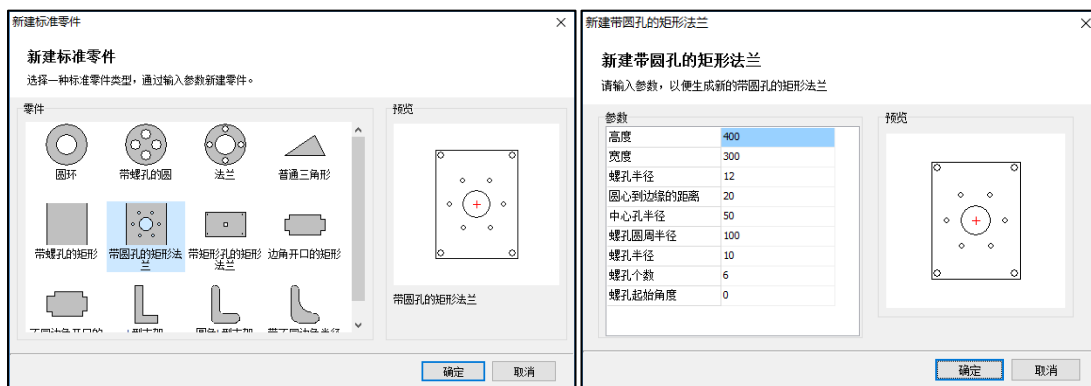 新建标准零件
新建标准零件
选择一种标准零件类型，通过输入参数新建零件。
零件
圆环
带螺孔的圆
法兰
普通三角形
带螺孔的矩形
带圆孔的矩形法兰
带矩形孔的矩形法兰
边角开口的矩形
预览
带圆孔的矩形法兰
确定
取消
新建带圆孔的矩形法兰
新建带圆孔的矩形法兰
请输入参数，以便生成新的带圆孔的矩形法兰
参数
高度 400
宽度 300
螺孔半径 12
圆心到边缘的距离 20
中心孔半径 50
螺孔圆周半径 100
螺孔半径 10
螺孔个数 6
螺孔起始角度 0
预览
确定
取消